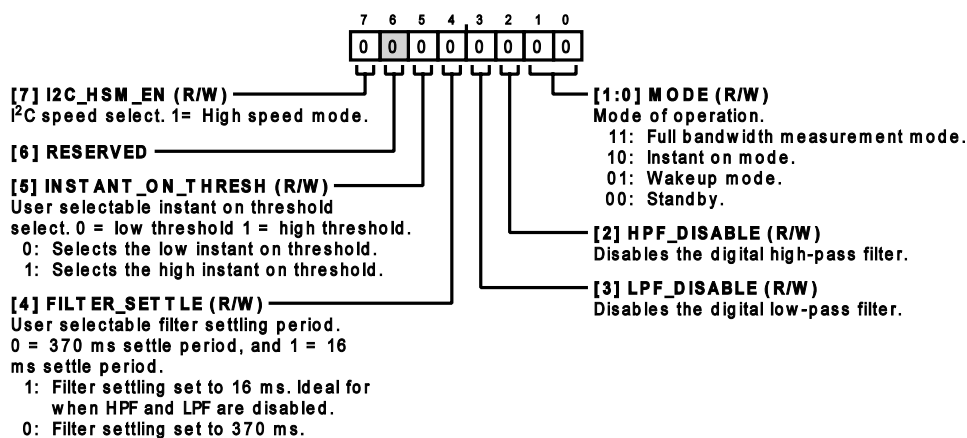 7 6 5 4 3 2 1 0
0 0 0 0 0 0 0 0
[7] I2C_HSM_EN (R/W)
I²C speed select. 1= High speed mode.
[6] RESERVED
[5] INSTANT_ON_THRESH (R/W)
User selectable instant on threshold
select. 0 = low threshold 1 = high threshold.
0: Selects the low instant on threshold.
1: Selects the high instant on threshold.
[4] FILTER_SETTLE (R/W)
User selectable filter settling period.
0 = 370 ms settle period, and 1 = 16
ms settle period.
1: Filter settling set to 16 ms. Ideal for
when HPF and LPF are disabled.
0: Filter settling set to 370 ms.
[1:0] MODE (R/W)
Mode of operation.
11: Full bandwidth measurement mode.
10: Instant on mode.
01: Wakeup mode.
00: Standby.
[2] HPF_DISABLE (R/W)
Disables the digital high-pass filter.
[3] LPF_DISABLE (R/W)
Disables the digital low-pass filter.